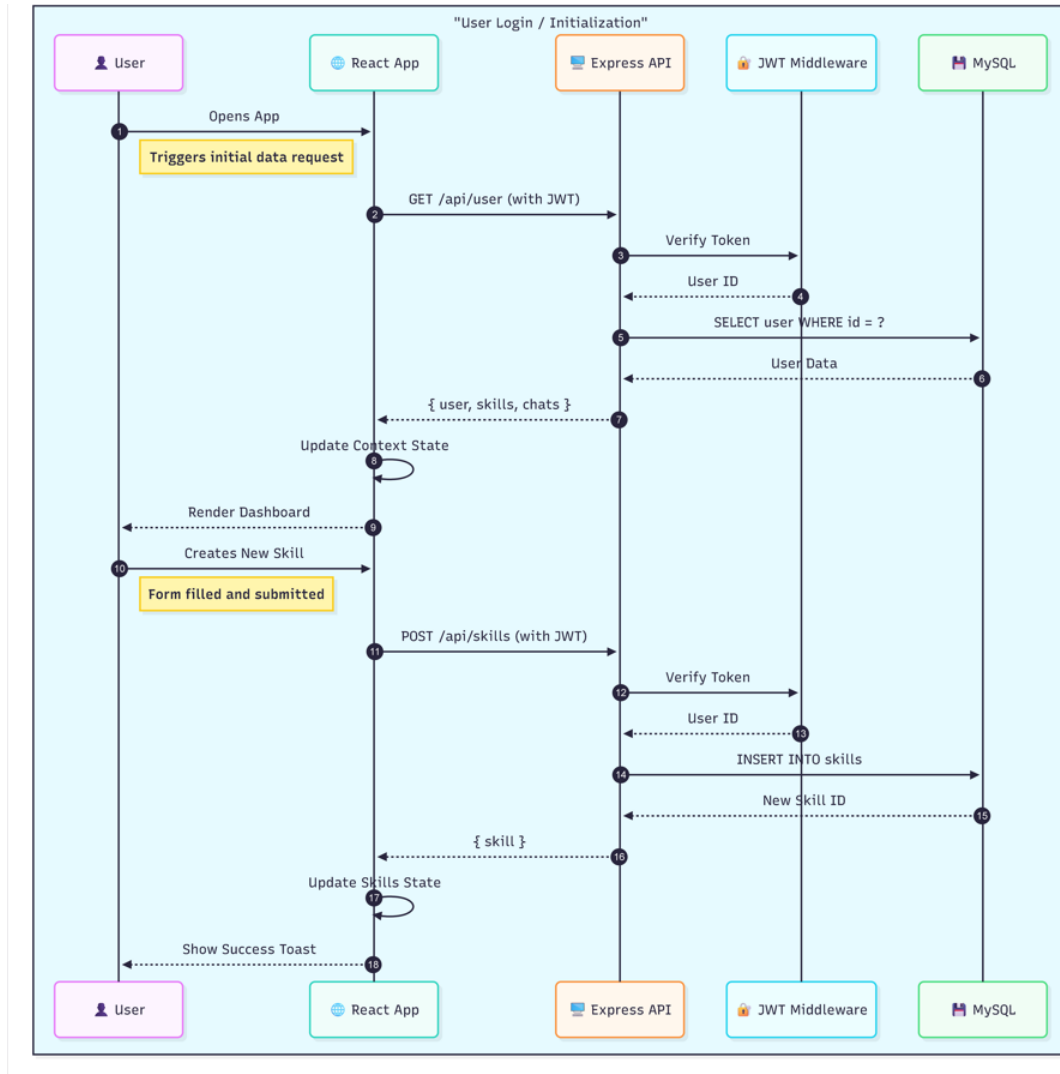 "User Login / Initialization"
User
React App
Express API
JWT Middleware
MySQL
Opens App
1
Triggers initial data request
GET /api/user (with JWT)
2
Verify Token
3
User ID
4
SELECT user WHERE id = ?
5
User Data
6
{ user, skills, chats }
7
Update Context State
8
Render Dashboard
9
Creates New Skill
10
Form filled and submitted
POST /api/skills (with JWT)
11
Verify Token
12
User ID
13
INSERT INTO skills
14
New Skill ID
15
{ skill }
16
Update Skills State
17
Show Success Toast
18
User
React App
Express API
JWT Middleware
MySQL